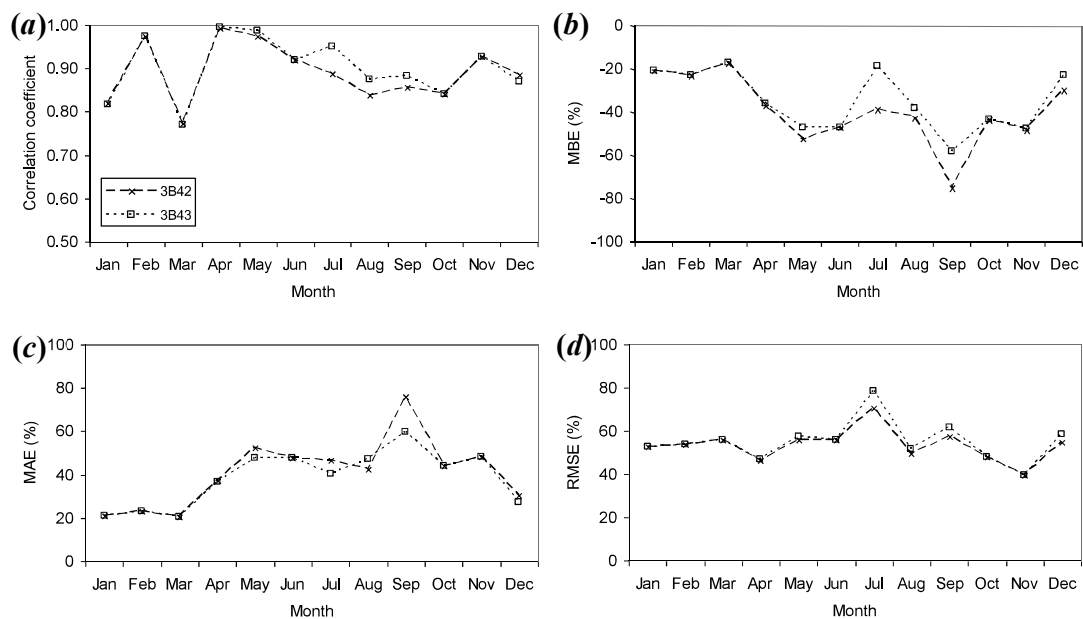 (a)
Correlation coefficient
1.00
0.90
0.80
0.70
0.60
0.50
3B42
3B43
Jan Feb Mar Apr May Jun Jul Aug Sep Oct Nov Dec
Month
(b)
MBE (%)
0
-20
-40
-60
-80
-100
Jan Feb Mar Apr May Jun Jul Aug Sep Oct Nov Dec
Month
(c)
MAE (%)
100
80
60
40
20
0
Jan Feb Mar Apr May Jun Jul Aug Sep Oct Nov Dec
Month
(d)
RMSE (%)
100
80
60
40
20
0
Jan Feb Mar Apr May Jun Jul Aug Sep Oct Nov Dec
Month